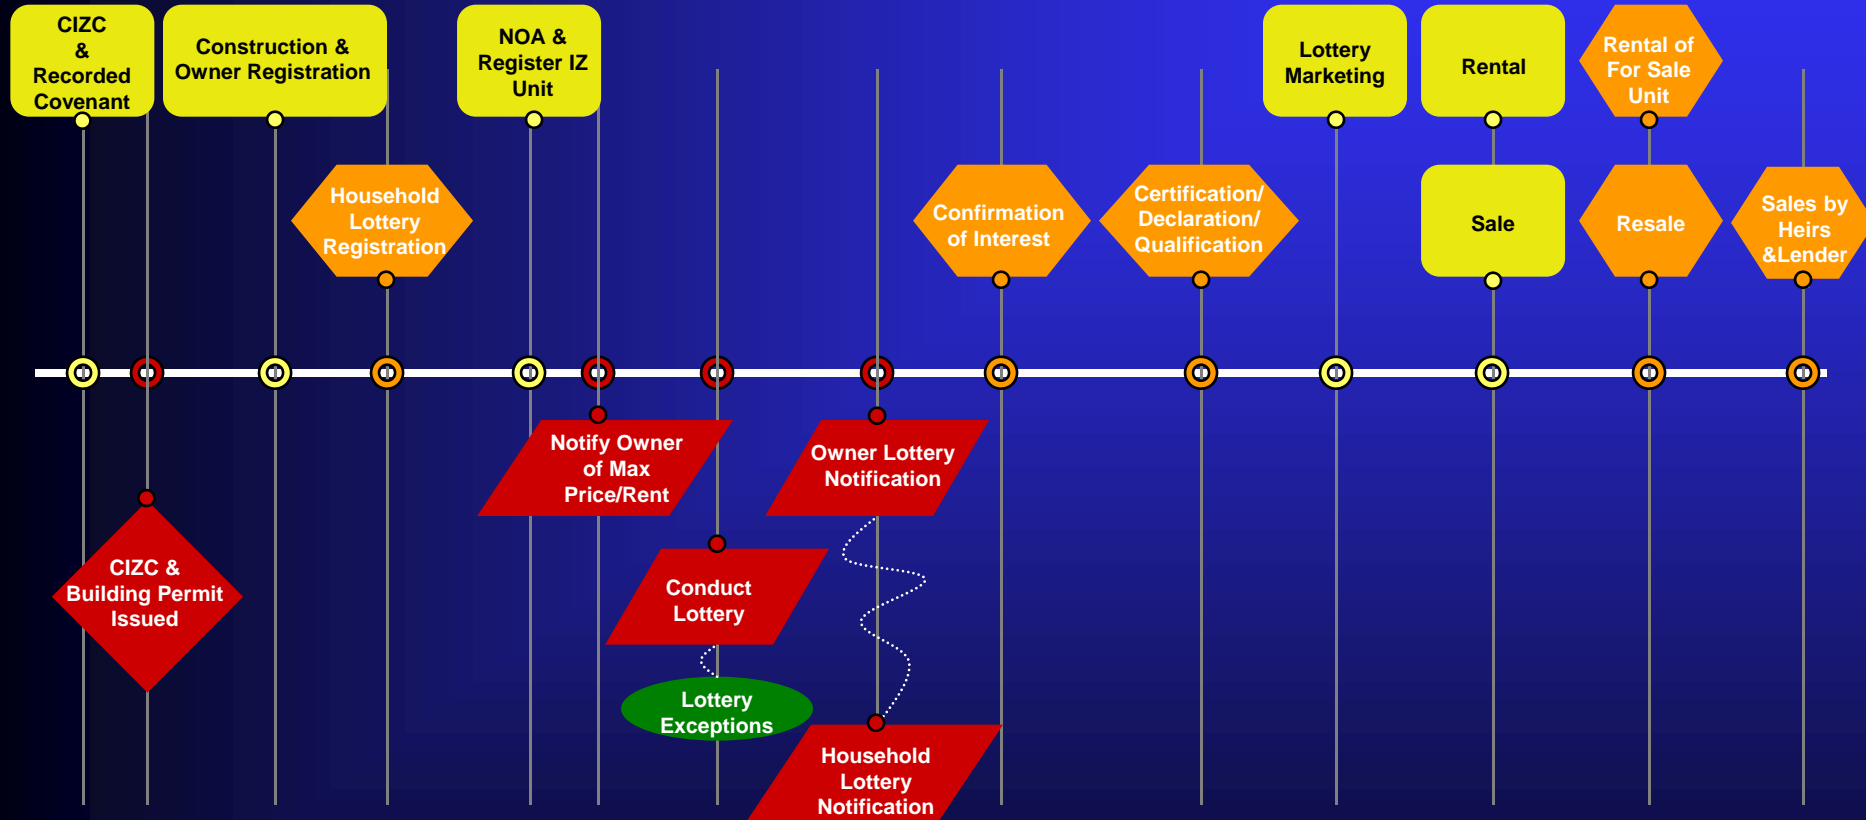 CIZC
&
Recorded
Covenant
Construction &
Owner Registration
NOA &
Register IZ
Unit
Lottery
Marketing
Rental
Rental of
For Sale
Unit
Household
Lottery
Registration
Confirmation
of Interest
Certification/
Declaration/
Qualification
Sale
Resale
Sales by
Heirs
&Lender
Notify Owner
of Max
Price/Rent
Owner Lottery
Notification
CIZC &
Building Permit
Issued
Conduct
Lottery
Lottery
Exceptions
Household
Lottery
Notification